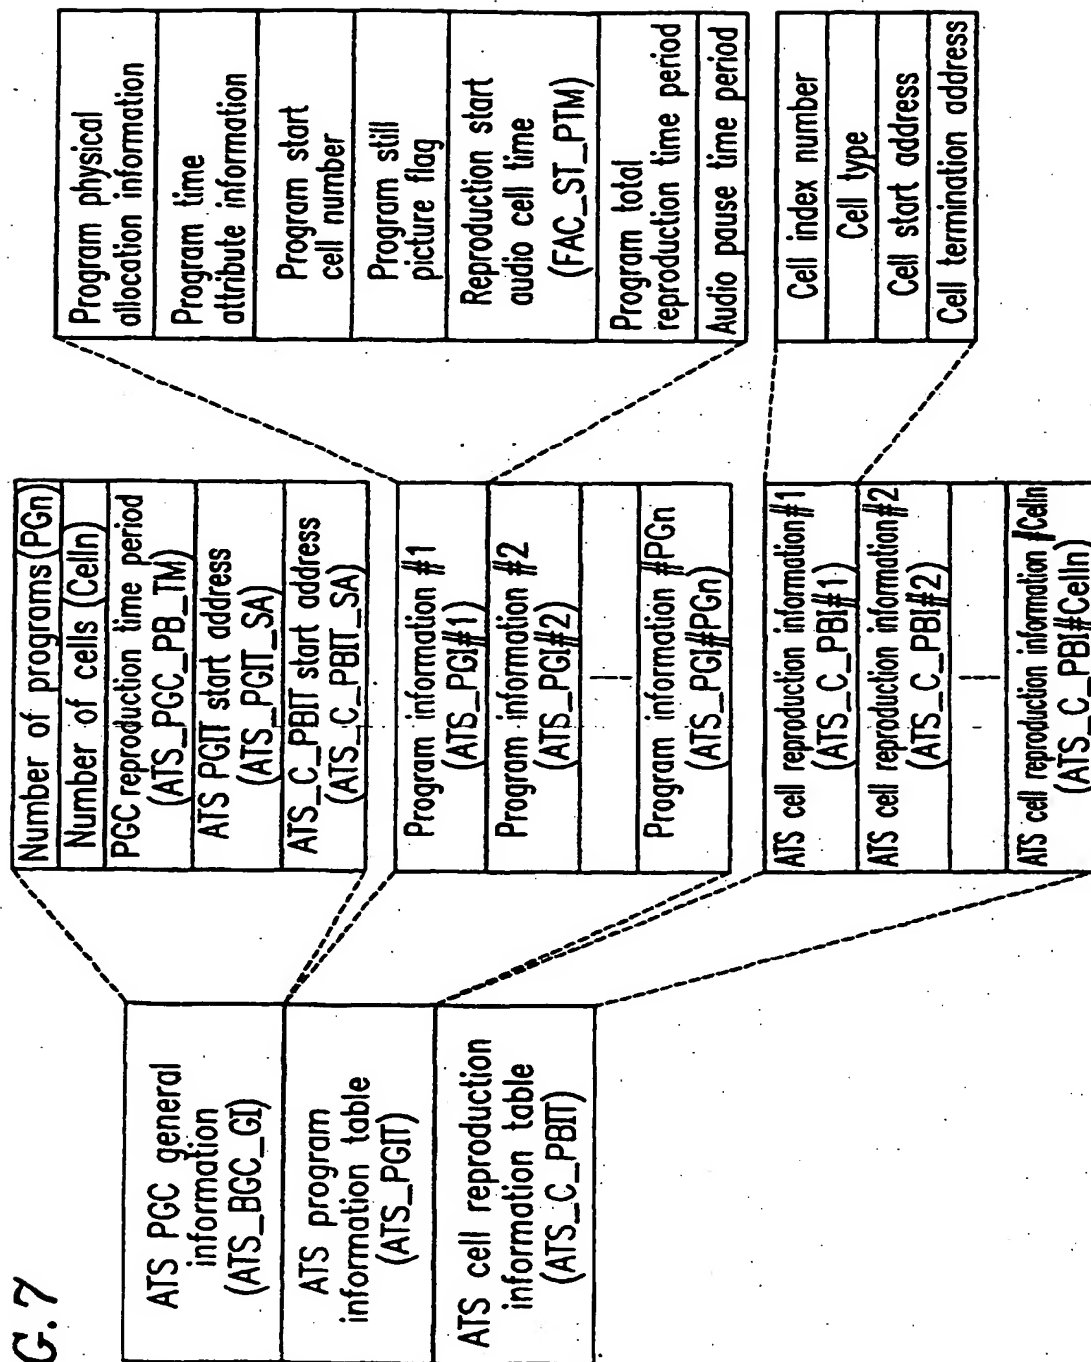 G. 7
ATS PGC general
information
(ATS_BGC_GI)
ATS program
information table
(ATS_PGIT)
ATS cell reproduction
information table
(ATS_C_PBIT)
Number of programs(PGn)
Number of cells (Celln)
PGC reproduction time period
(ATS_PGC_PB_TM)
ATS PGIT start address
(ATS_PGIT_SA)
ATS_C_PBIT start address
(ATS_C_PBIT_SA)
Program information #1
(ATS_PGI#1)
Program information #2
(ATS_PGI#2)
Program information #PGn
(ATS_PGI#PGn)
ATS cell reproduction information#1
(ATS_C_PBI#1)
ATS cell reproduction information#2
(ATS_C_PBI#2)
ATS cell reproduction information #Celln
(ATS_C_PBI#Celln)
Program physical
allocation information
Program time
attribute information
Program start
cell number
Program still
picture flag
Reproduction start
audio cell time
(FAC_ST_PTM)
Program total
reproduction time period
Audio pause time period
Cell index number
Cell type
Cell start address
Cell termination address